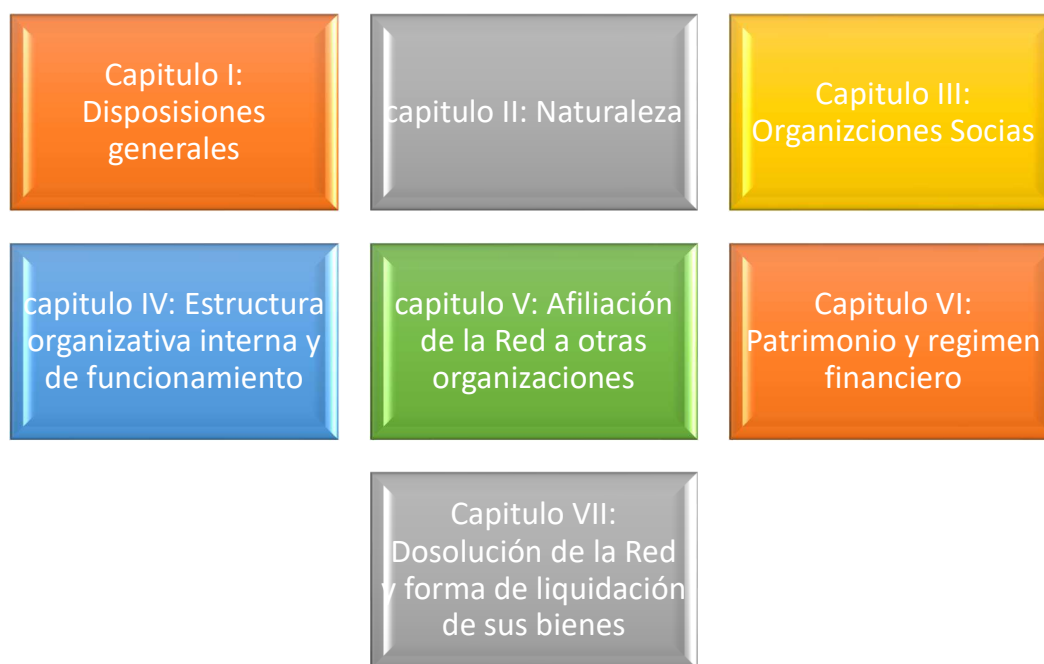 Capitulo I:
Disposisiones
generales
capitulo II: Naturaleza
Capitulo III:
Organizciones Socias
capitulo IV: Estructura
organizativa interna y
de funcionamiento
capitulo V: Afiliación
de la Red a otras
organizaciones
Capitulo VI:
Patrimonio y regimen
financiero
Capitulo VII:
Dosolución de la Red
y forma de liquidación
de sus bienes